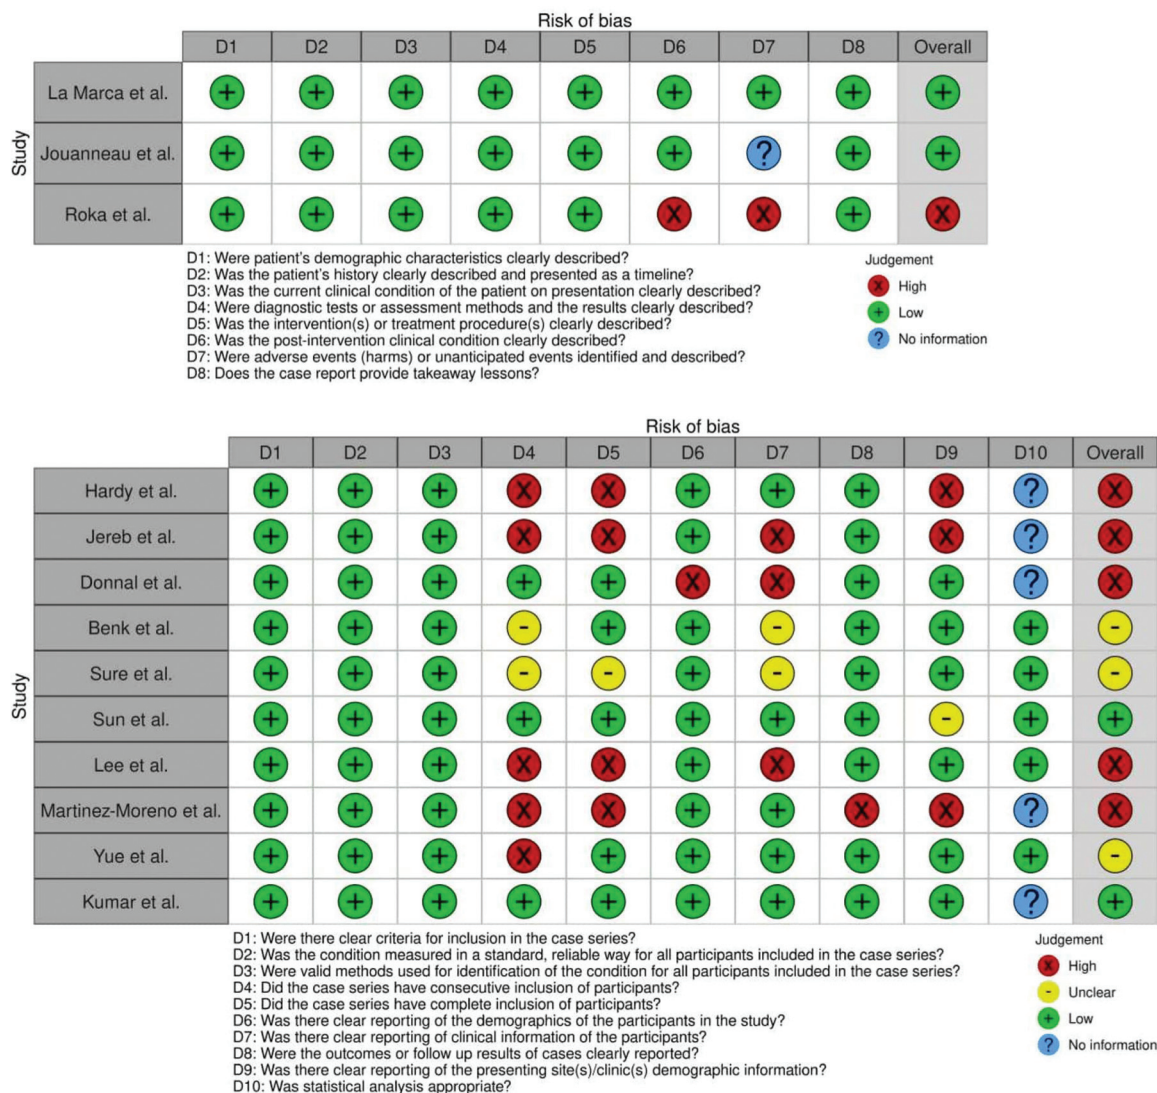 Risk of bias
D1 D2 D3 D4 D5 D6 D7 D8 Overall
Study
La Marca et al. + + + + + + + + +
Jouanneau et al. + + + + + + ? + +
Roka et al. + + + + + X X + X
D1: Were patient's demographic characteristics clearly described?
D2: Was the patient's history clearly described and presented as a timeline?
D3: Was the current clinical condition of the patient on presentation clearly described?
D4: Were diagnostic tests or assessment methods and the results clearly described?
D5: Was the intervention(s) or treatment procedure(s) clearly described?
D6: Was the post-intervention clinical condition clearly described?
D7: Were adverse events (harms) or unanticipated events identified and described?
D8: Does the case report provide takeaway lessons?
Judgement
X High
+ Low
? No information
Risk of bias
D1 D2 D3 D4 D5 D6 D7 D8 D9 D10 Overall
Study
Hardy et al. + + + X X + + + X ? X
Jereb et al. + + + X X + X + X ? X
Donnal et al. + + + + + X X + + ? X
Benk et al. + + + - + + - + + + -
Sure et al. + + + - - + - + + + -
Sun et al. + + + + + + + + - + +
Lee et al. + + + X X + X + + + X
Martinez-Moreno et al. + + + X X + + X X ? X
Yue et al. + + + X + + + + + + -
Kumar et al. + + + + + + + + + ? +
D1: Were there clear criteria for inclusion in the case series?
D2: Was the condition measured in a standard, reliable way for all participants included in the case series?
D3: Were valid methods used for identification of the condition for all participants included in the case series?
D4: Did the case series have consecutive inclusion of participants?
D5: Did the case series have complete inclusion of participants?
D6: Was there clear reporting of the demographics of the participants in the study?
D7: Was there clear reporting of clinical information of the participants?
D8: Were the outcomes or follow up results of cases clearly reported?
D9: Was there clear reporting of the presenting site(s)/clinic(s) demographic information?
D10: Was statistical analysis appropriate?
Judgement
X High
- Unclear
+ Low
? No information